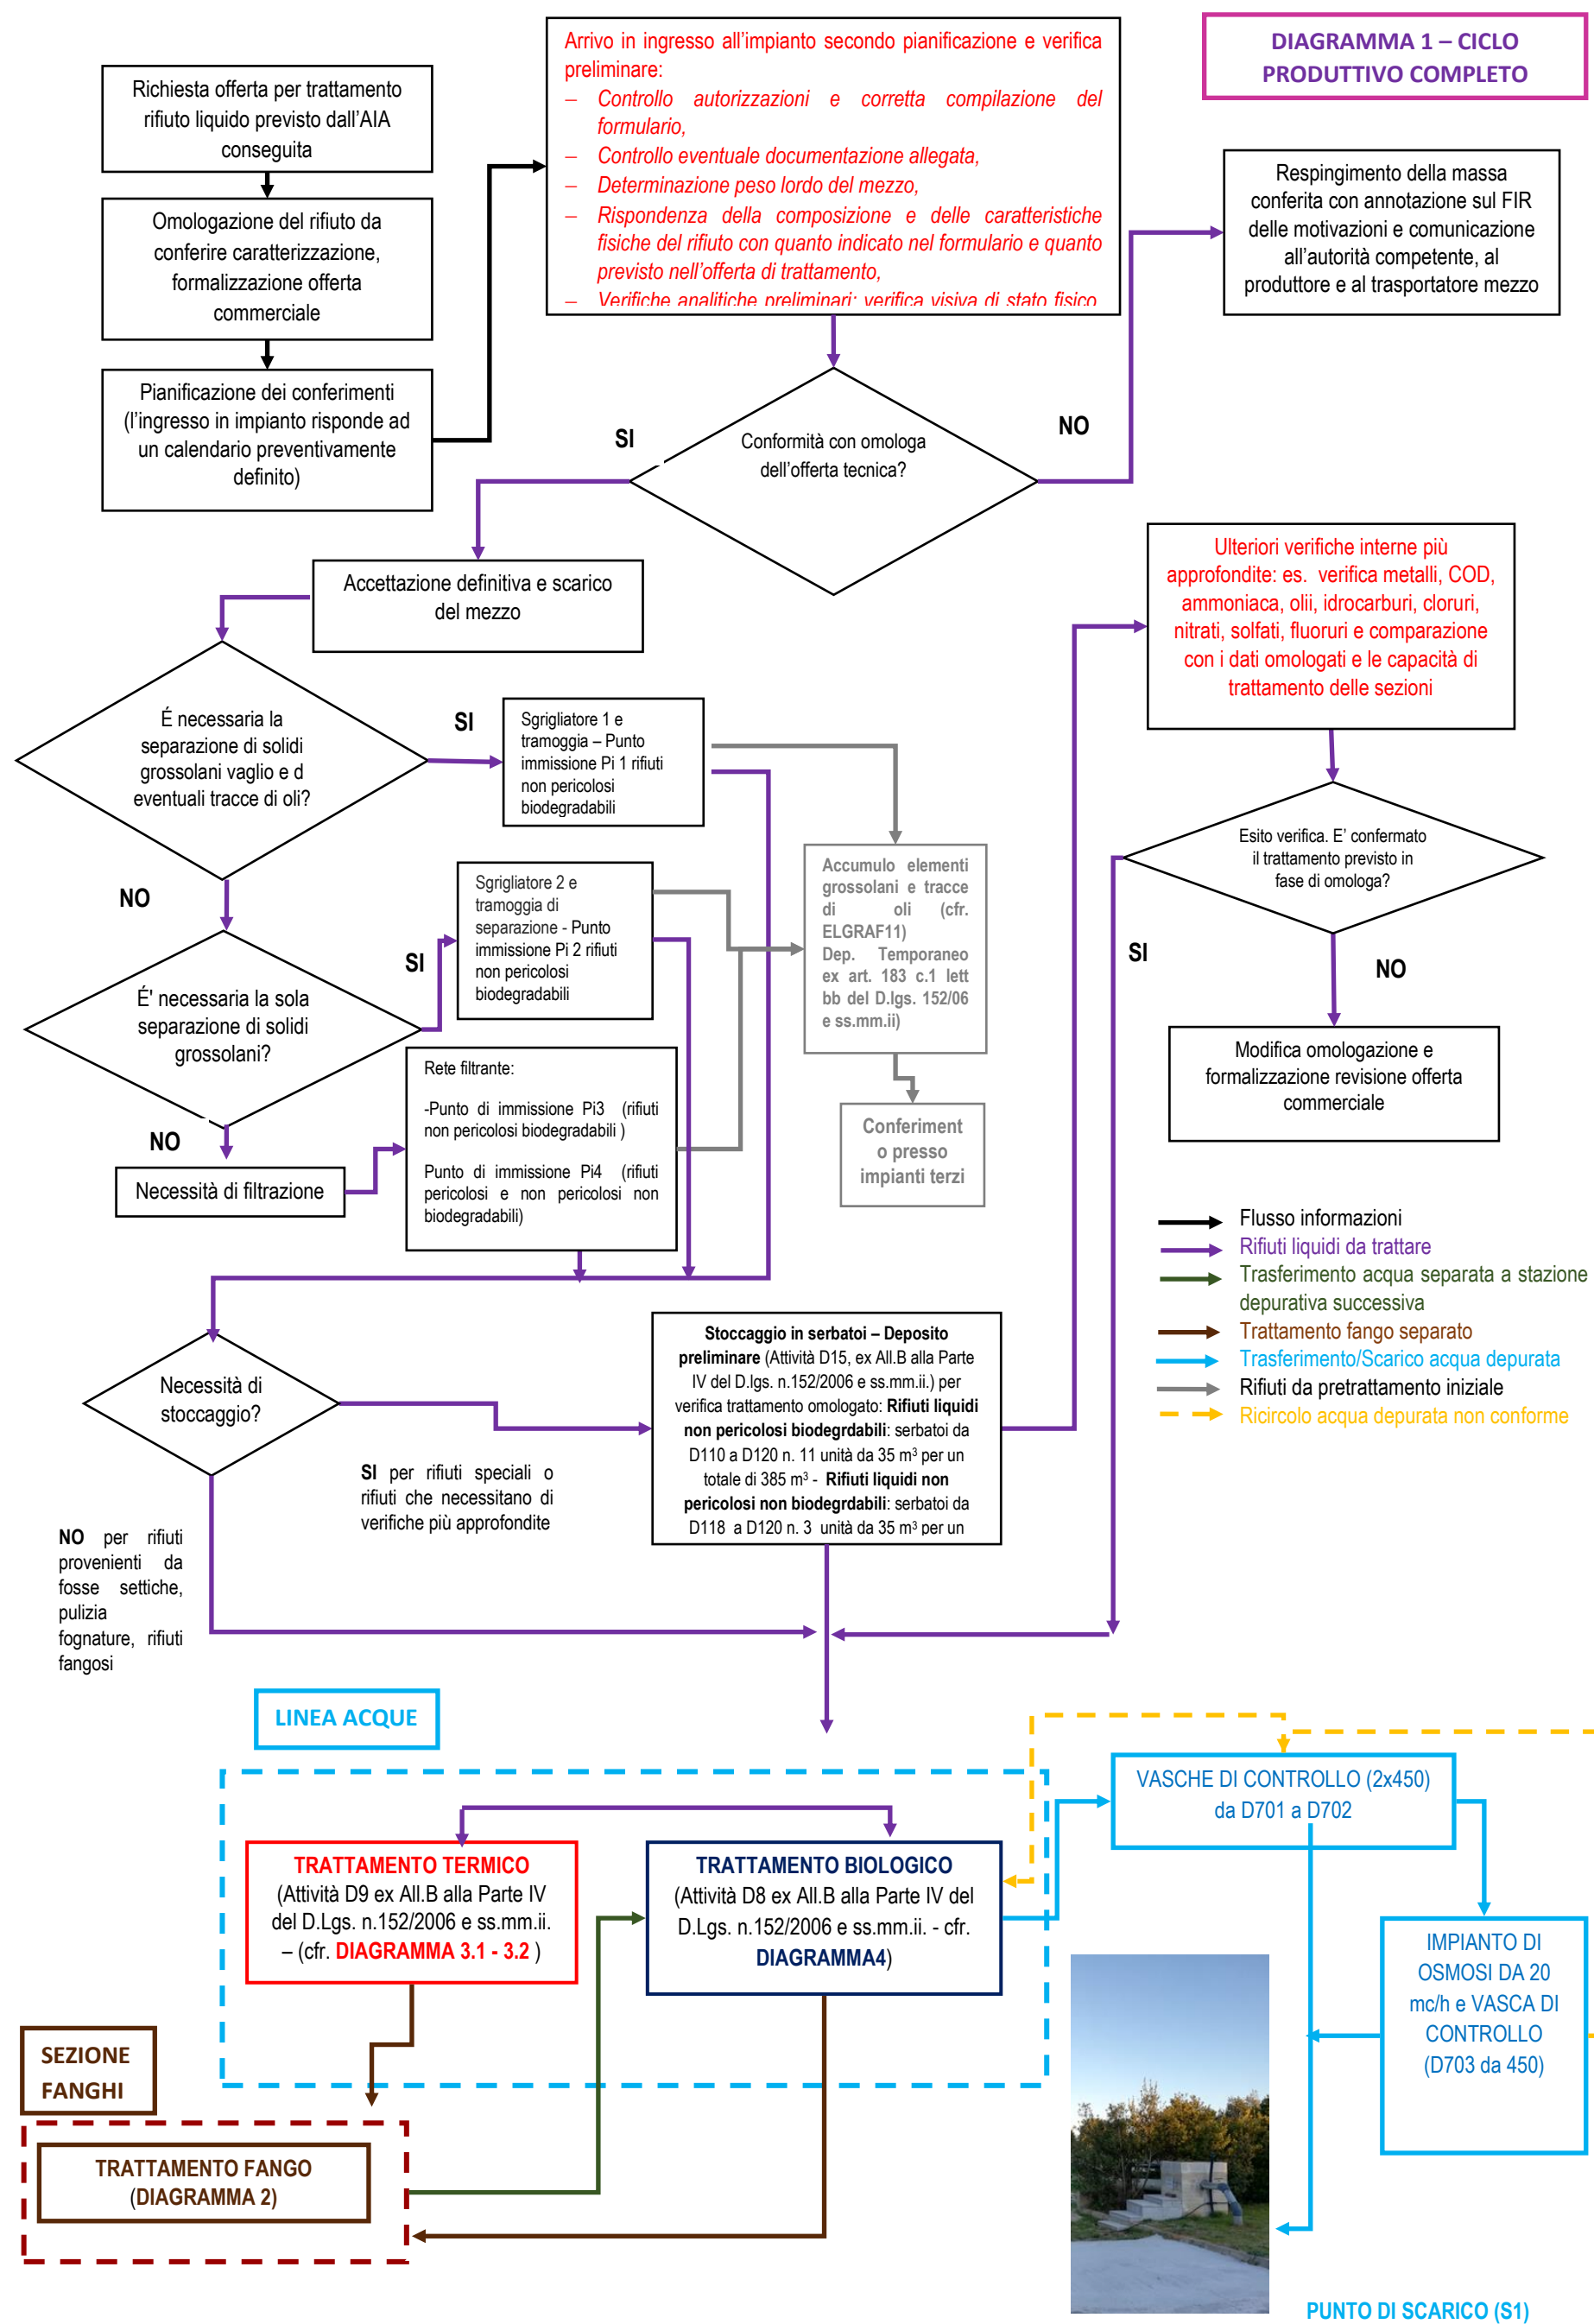 DIAGRAMMA 1 – CICLO
PRODUTTIVO COMPLETO
Richiesta offerta per trattamento
rifiuto liquido previsto dall'AIA
conseguita
Omologazione del rifiuto da
conferire caratterizzazione,
formalizzazione offerta
commerciale
Pianificazione dei conferimenti
(l'ingresso in impianto risponde ad
un calendario preventivamente
definito)
Arrivo in ingresso all'impianto secondo pianificazione e verifica
preliminare:
– Controllo autorizzazioni e corretta compilazione del
formulario,
– Controllo eventuale documentazione allegata,
– Determinazione peso lordo del mezzo,
– Rispondenza della composizione e delle caratteristiche
fisiche del rifiuto con quanto indicato nel formulario e quanto
previsto nell'offerta di trattamento,
– Verifiche analitiche preliminari: verifica visiva di stato fisico,
Respingimento della massa
conferita con annotazione sul FIR
delle motivazioni e comunicazione
all'autorità competente, al
produttore e al trasportatore mezzo
SI
Conformità con omologa
dell'offerta tecnica?
NO
Accettazione definitiva e scarico
del mezzo
Ulteriori verifiche interne più
approfondite: es. verifica metalli, COD,
ammoniaca, olii, idrocarburi, cloruri,
nitrati, solfati, fluoruri e comparazione
con i dati omologati e le capacità di
trattamento delle sezioni
É necessaria la
separazione di solidi
grossolani vaglio e d
eventuali tracce di oli?
SI
Sgrigliatore 1 e
tramoggia – Punto
immissione Pi 1 rifiuti
non pericolosi
biodegradabili
NO
Sgrigliatore 2 e
tramoggia di
separazione - Punto
immissione Pi 2 rifiuti
non pericolosi
biodegradabili
Accumulo elementi
grossolani e tracce
di oli (cfr.
ELGRAF11)
Dep. Temporaneo
ex art. 183 c.1 lett
bb del D.lgs. 152/06
e ss.mm.ii)
Esito verifica. E' confermato
il trattamento previsto in
fase di omologa?
SI
NO
É' necessaria la sola
separazione di solidi
grossolani?
SI
Modifica omologazione e
formalizzazione revisione offerta
commerciale
Rete filtrante:
-Punto di immissione Pi3 (rifiuti
non pericolosi biodegradabili )
Punto di immissione Pi4 (rifiuti
pericolosi e non pericolosi non
biodegradabili)
NO
Necessità di filtrazione
Conferiment
o presso
impianti terzi
Flusso informazioni
Rifiuti liquidi da trattare
Trasferimento acqua separata a stazione
depurativa successiva
Trattamento fango separato
Trasferimento/Scarico acqua depurata
Rifiuti da pretrattamento iniziale
Ricircolo acqua depurata non conforme
Necessità di
stoccaggio?
SI per rifiuti speciali o
rifiuti che necessitano di
verifiche più approfondite
NO per rifiuti
provenienti da
fosse settiche,
pulizia
fognature, rifiuti
fangosi
Stoccaggio in serbatoi – Deposito
preliminare (Attività D15, ex All.B alla Parte
IV del D.lgs. n.152/2006 e ss.mm.ii.) per
verifica trattamento omologato: Rifiuti liquidi
non pericolosi biodegrdabili: serbatoi da
D110 a D120 n. 11 unità da 35 m³ per un
totale di 385 m³ - Rifiuti liquidi non
pericolosi non biodegrdabili: serbatoi da
D118 a D120 n. 3 unità da 35 m³ per un
LINEA ACQUE
VASCHE DI CONTROLLO (2x450)
da D701 a D702
TRATTAMENTO TERMICO
(Attività D9 ex All.B alla Parte IV
del D.Lgs. n.152/2006 e ss.mm.ii.
– (cfr. DIAGRAMMA 3.1 - 3.2 )
TRATTAMENTO BIOLOGICO
(Attività D8 ex All.B alla Parte IV del
D.Lgs. n.152/2006 e ss.mm.ii. - cfr.
DIAGRAMMA4)
IMPIANTO DI
OSMOSI DA 20
mc/h e VASCA DI
CONTROLLO
(D703 da 450)
SEZIONE
FANGHI
TRATTAMENTO FANGO
(DIAGRAMMA 2)
PUNTO DI SCARICO (S1)